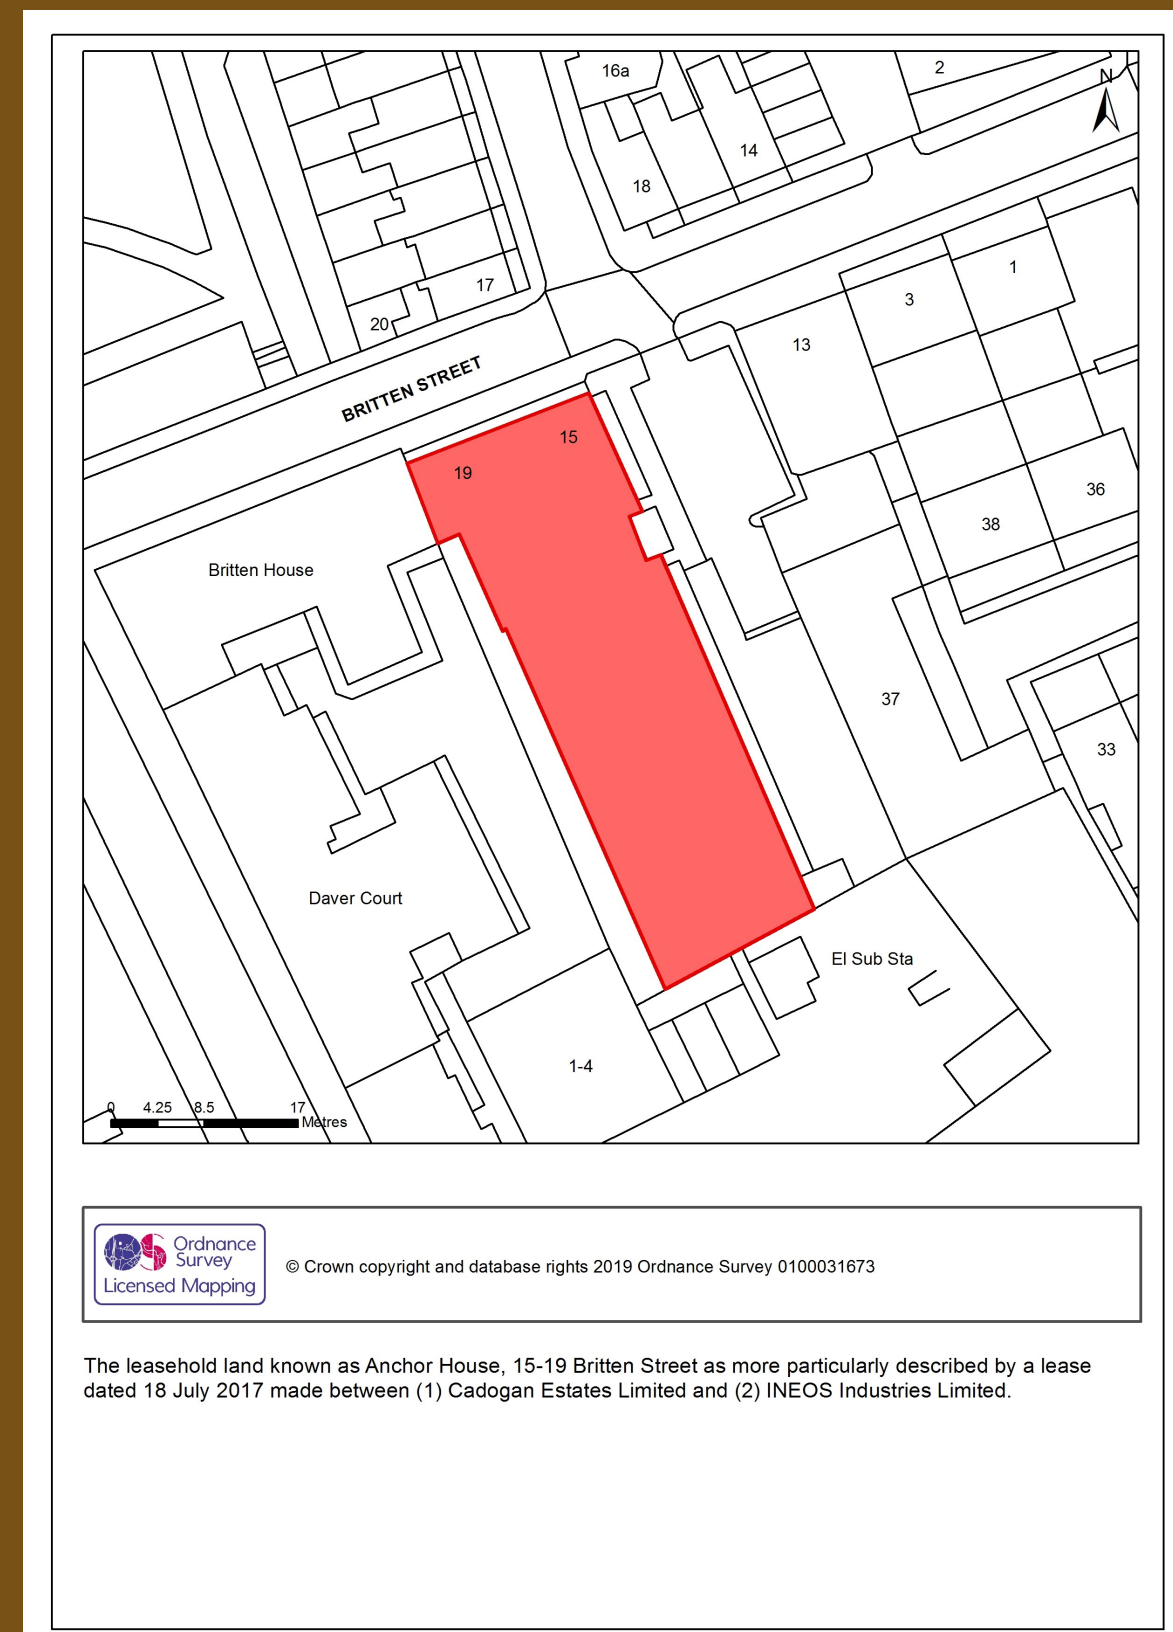 16a
2
N
14
18
1
17
3
20
13
BRITTEN STREET
15
19
36
38
Britten House
37
33
Daver Court
El Sub Sta
1-4
0 4.25 8.5 17
Metres
OS Ordnance
Survey
Licensed Mapping
© Crown copyright and database rights 2019 Ordnance Survey 0100031673
The leasehold land known as Anchor House, 15-19 Britten Street as more particularly described by a lease
dated 18 July 2017 made between (1) Cadogan Estates Limited and (2) INEOS Industries Limited.